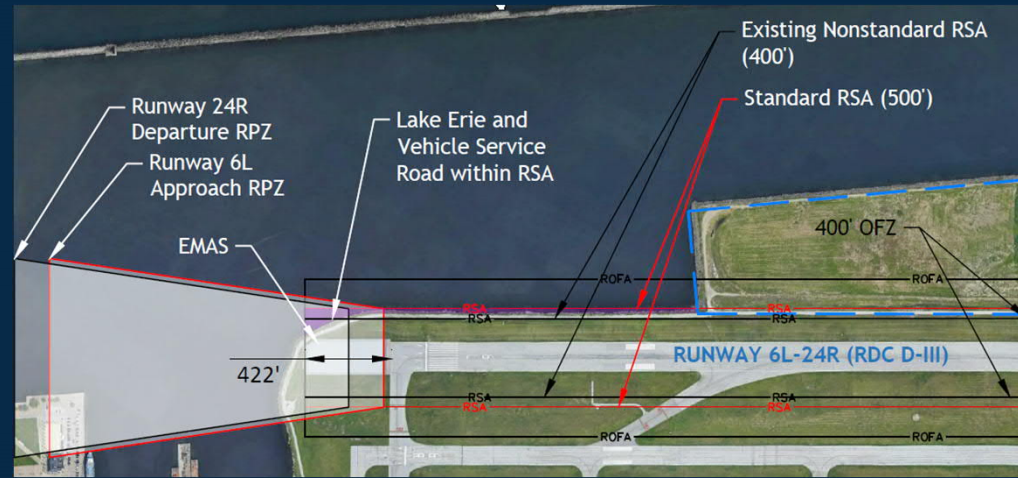 Existing Nonstandard RSA
(400')
Standard RSA (500')
Runway 24R
Departure RPZ
Runway 6L
Approach RPZ
Lake Erie and
Vehicle Service
Road within RSA
EMAS
400' OFZ
ROFA
ROFA
RSA
RSA
RSA
RSA
RUNWAY 6L-24R (RDC D-III)
422'
RSA
RSA
RSA
RSA
ROFA
ROFA